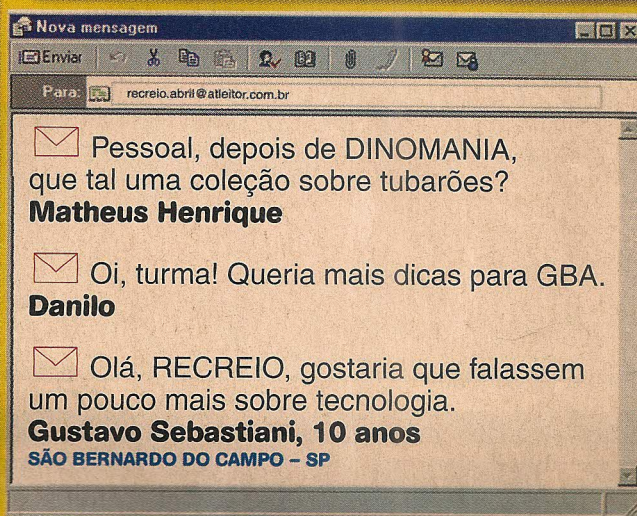 Nova mensagem
Enviar
Para: recreio.abril@atleitor.com.br
Pessoal, depois de DINOMANIA,
que tal uma coleção sobre tubarões?
Matheus Henrique
Oi, turma! Queria mais dicas para GBA.
Danilo
Olá, RECREIO, gostaria que falassem
um pouco mais sobre tecnologia.
Gustavo Sebastiani, 10 anos
SÃO BERNARDO DO CAMPO – SP